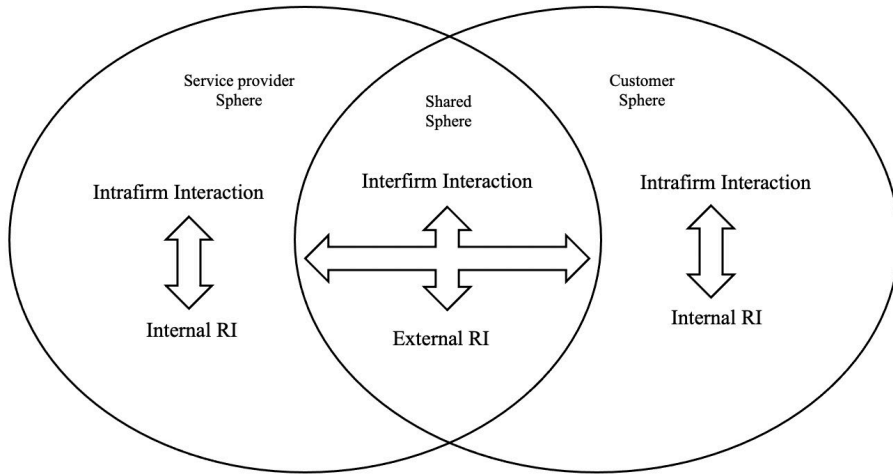 Service provider
Sphere
Shared
Sphere
Customer
Sphere
Intrafirm Interaction
Interfirm Interaction
Intrafirm Interaction
Internal RI
External RI
Internal RI